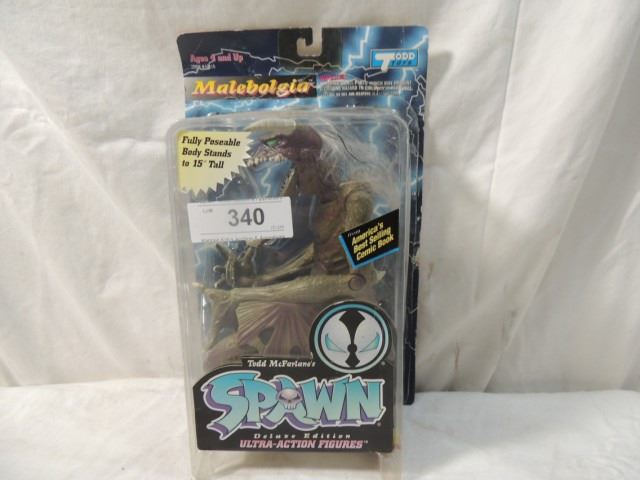 Ages 5 and Up
TODD
TOYS
Malebolgia
Fully Poseable
Body Stands
to 15" Tall
340
From
America's
Best Selling
Comic Book
Todd McFarlane's
SPAWN
Deluxe Edition
ULTRA-ACTION FIGURES™